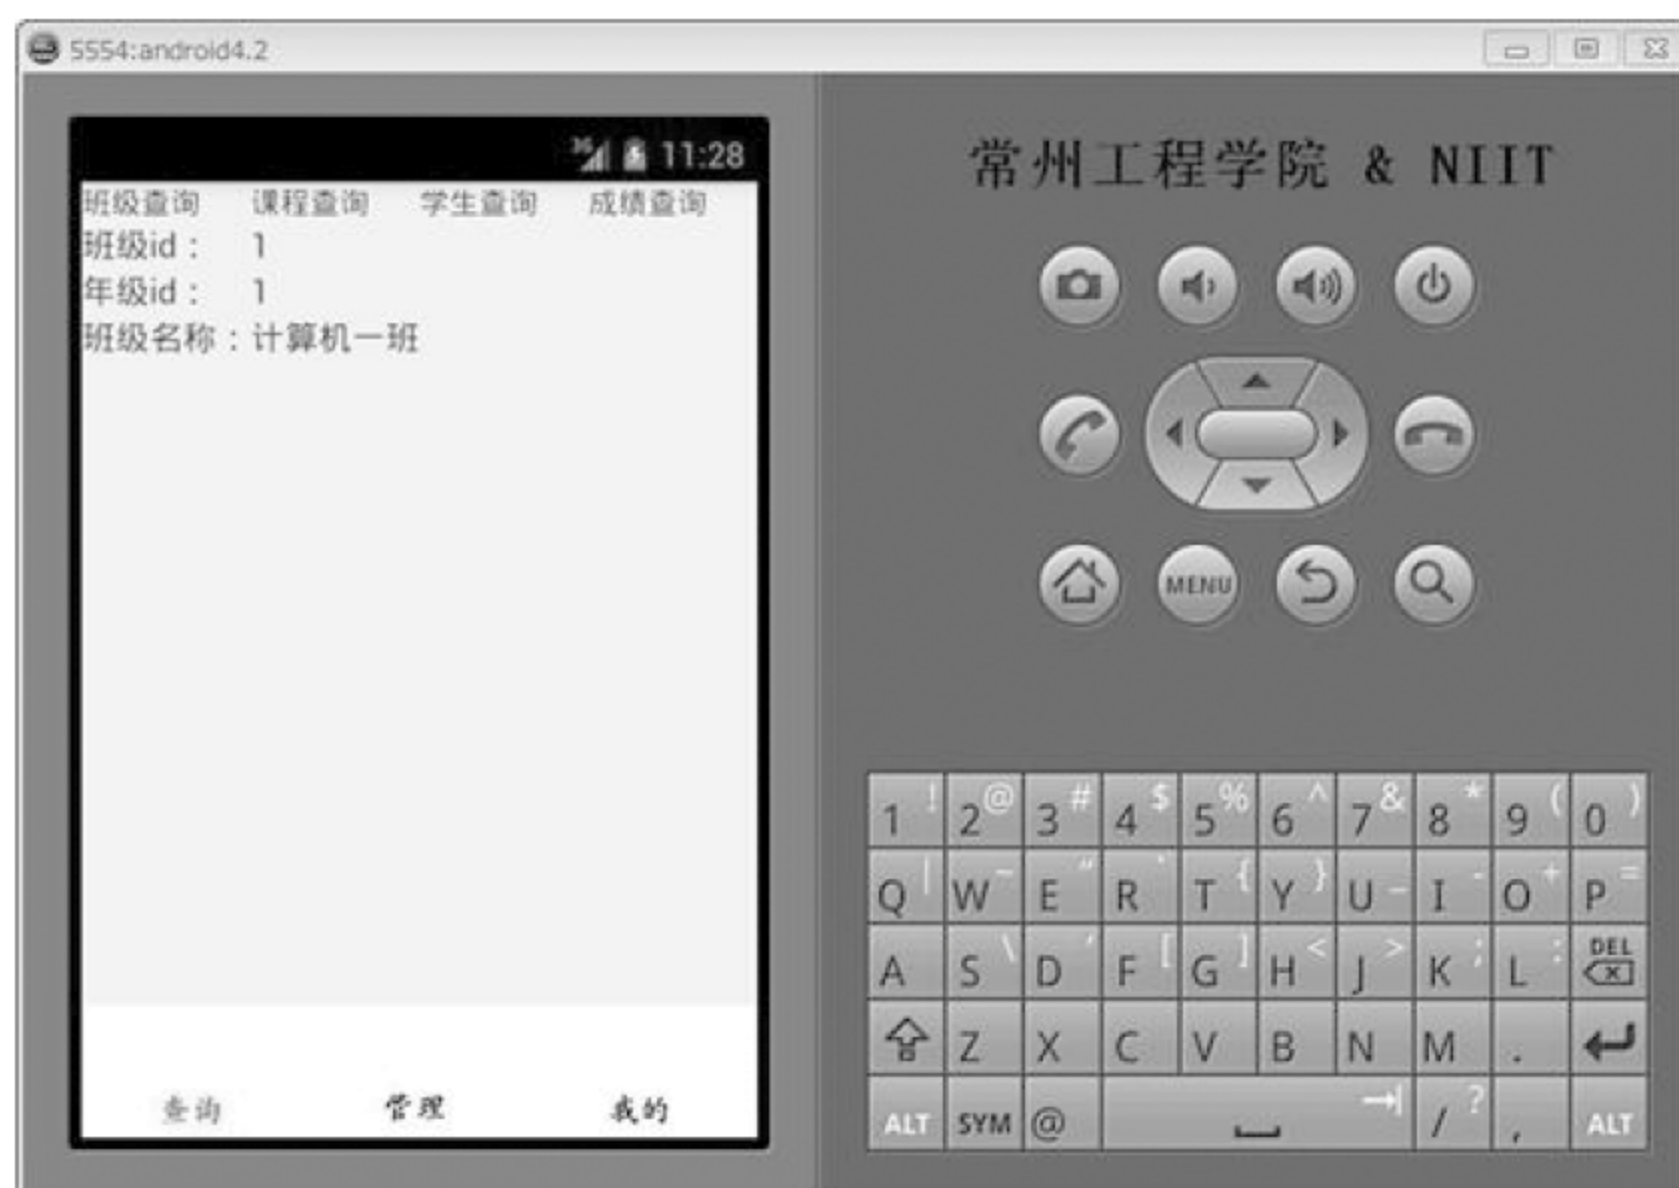 5554:android4.2
11:28
班级查询 课程查询 学生查询 成绩查询
班级id： 1
年级id： 1
班级名称：计算机一班
查询 管理 我的
常州工程学院 & NIIT
MENU
1 ! 2 @ 3 # 4 $ 5 % 6 ^ 7 & 8 * 9 ( 0 )
Q | W ~ E " R ` T { Y } U _ I - O + P =
A S \ D ' F [ G ] H < J > K ; L : DEL
Z X C V B N M .
ALT SYM @ / ? , ALT